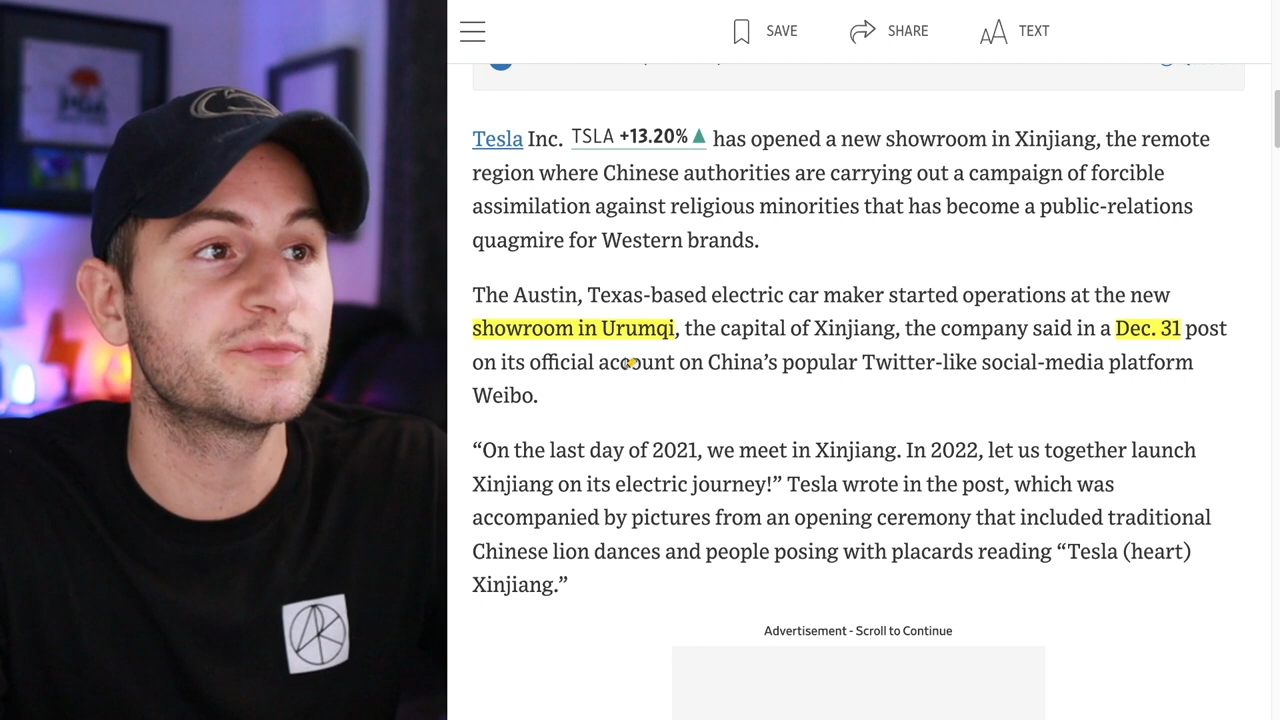 SAVE
SHARE
TEXT
Tesla Inc. TSLA +13.20% has opened a new showroom in Xinjiang, the remote
region where Chinese authorities are carrying out a campaign of forcible
assimilation against religious minorities that has become a public-relations
quagmire for Western brands.
The Austin, Texas-based electric car maker started operations at the new
showroom in Urumqi, the capital of Xinjiang, the company said in a Dec. 31 post
on its official account on China’s popular Twitter-like social-media platform
Weibo.
“On the last day of 2021, we meet in Xinjiang. In 2022, let us together launch
Xinjiang on its electric journey!” Tesla wrote in the post, which was
accompanied by pictures from an opening ceremony that included traditional
Chinese lion dances and people posing with placards reading “Tesla (heart)
Xinjiang.”
Advertisement - Scroll to Continue